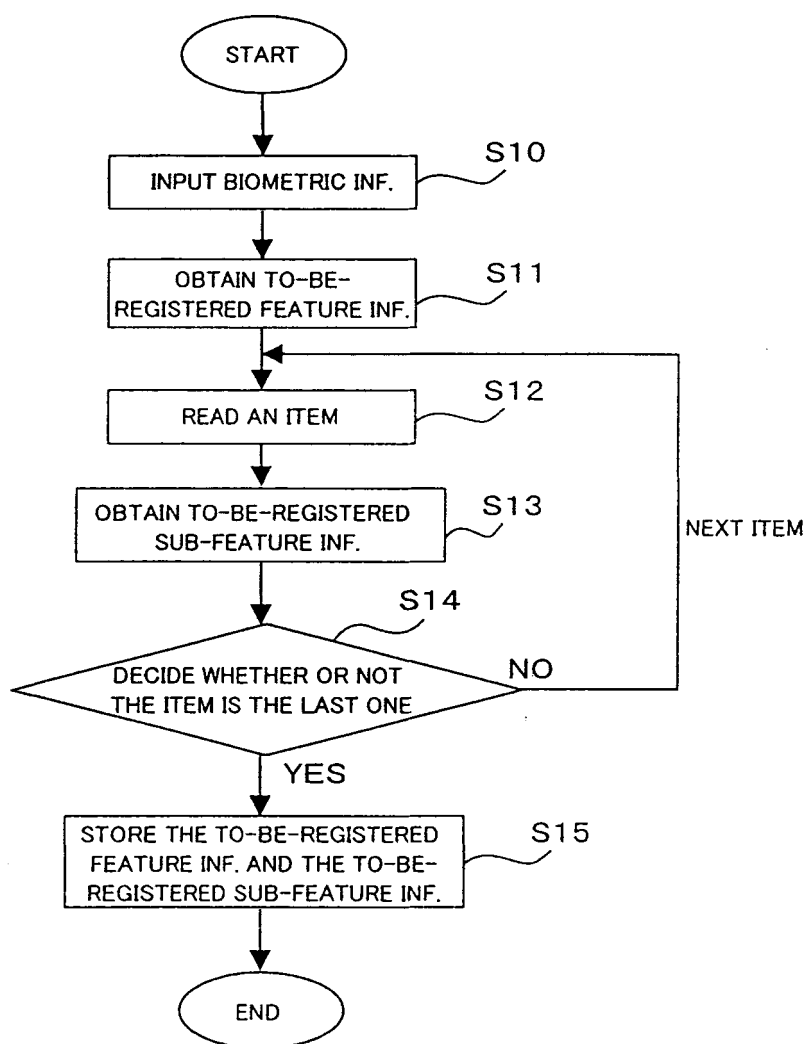 START
S10
INPUT BIOMETRIC INF.
S11
OBTAIN TO-BE-
REGISTERED FEATURE INF.
S12
READ AN ITEM
S13
OBTAIN TO-BE-REGISTERED
SUB-FEATURE INF.
NEXT ITEM
S14
DECIDE WHETHER OR NOT
THE ITEM IS THE LAST ONE
NO
YES
S15
STORE THE TO-BE-REGISTERED
FEATURE INF. AND THE TO-BE-
REGISTERED SUB-FEATURE INF.
END